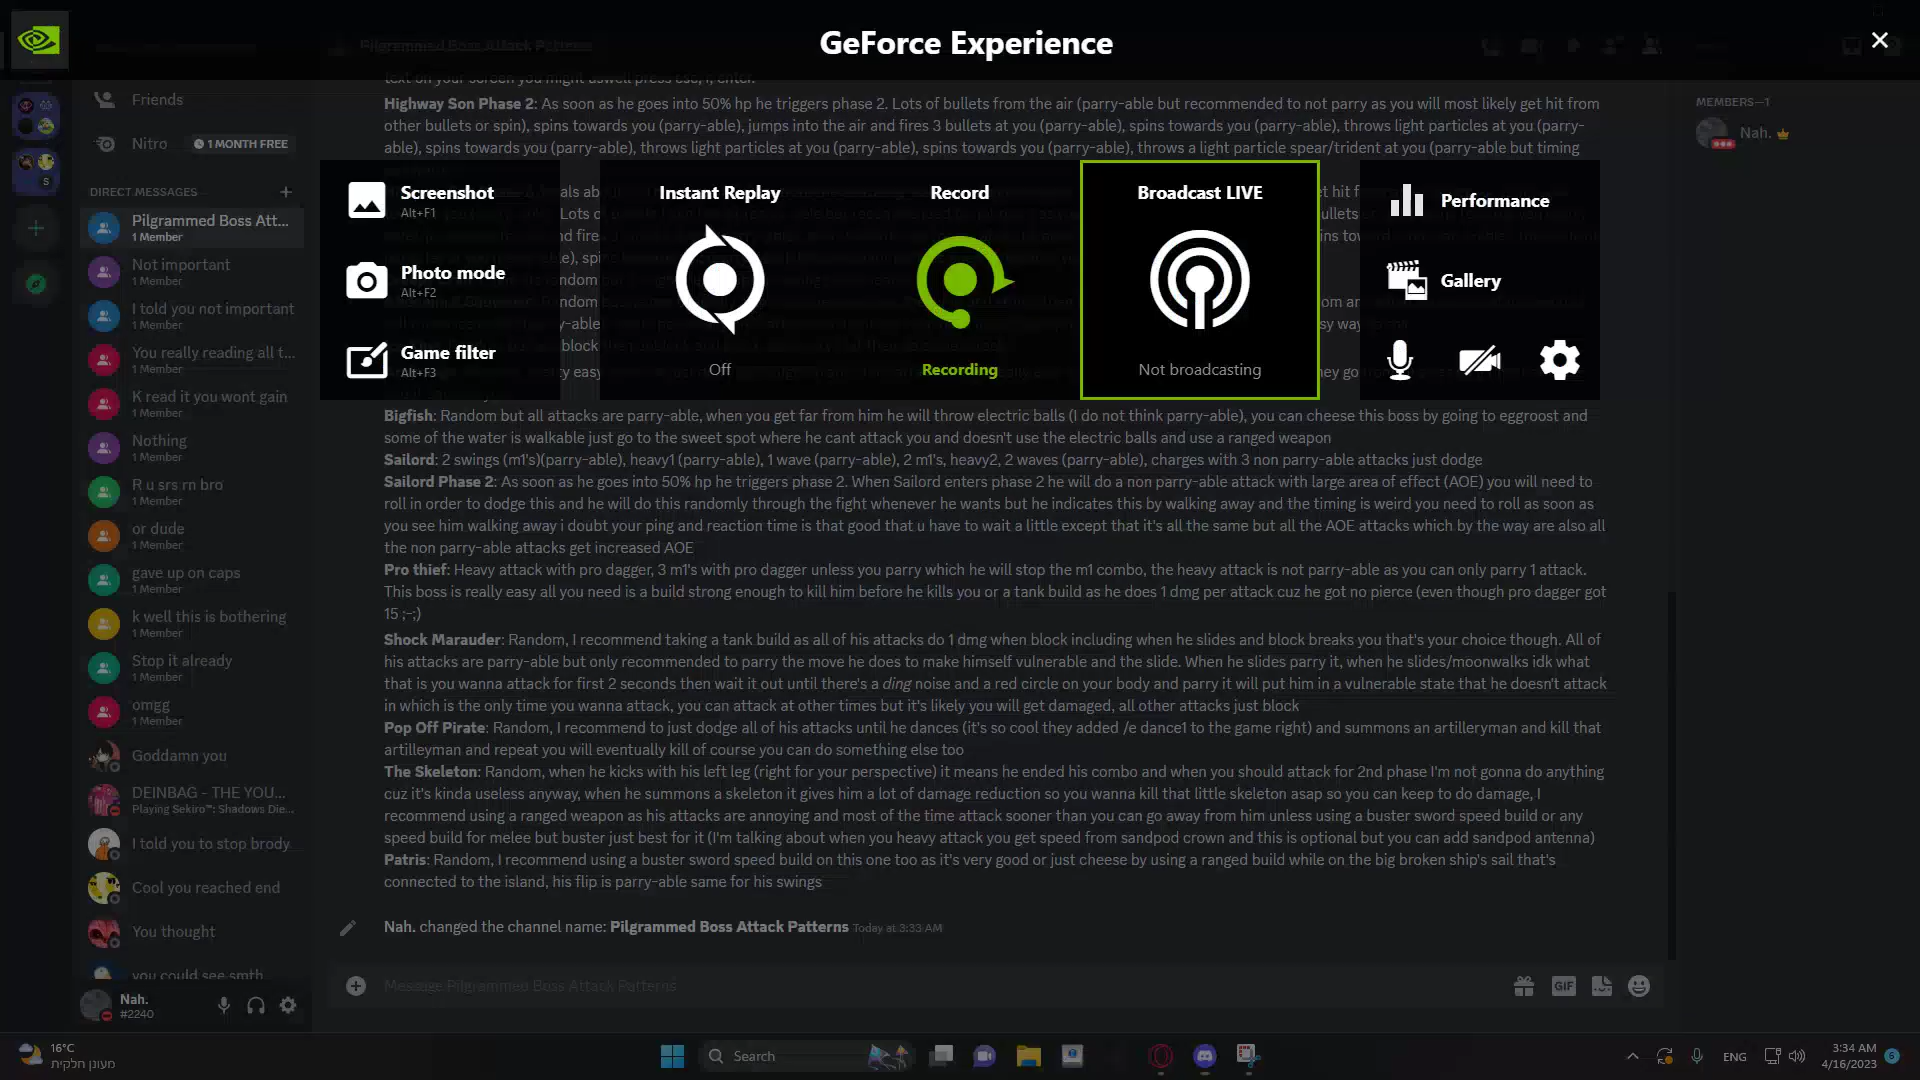 GeForce Experience
Pilgrammed Boss Attack Patterns
text on your screen you might aswell press esc, l, enter.
Friends
Nitro
1 MONTH FREE
DIRECT MESSAGES
Pilgrammed Boss Att...
1 Member
Not important
1 Member
I told you not important
1 Member
You really reading all t...
1 Member
K read it you wont gain
1 Member
Nothing
1 Member
R u srs rn bro
1 Member
or dude
1 Member
gave up on caps
1 Member
k well this is bothering
1 Member
Stop it already
1 Member
omgg
1 Member
Goddamn you
DEINBAG - THE YOU...
Playing Sekiro™: Shadows Die...
I told you to stop brody
Cool you reached end
You thought
you could see smth
Nah.
#2240
Highway Son Phase 2: As soon as he goes into 50% hp he triggers phase 2. Lots of bullets from the air (parry-able but recommended to not parry as you will most likely get hit from
other bullets or spin), spins towards you (parry-able), jumps into the air and fires 3 bullets at you (parry-able), spins towards you (parry-able), throws light particles at you (parry-
able), spins towards you (parry-able), throws light particles at you (parry-able), spins towards you (parry-able), throws a light particle spear/trident at you (parry-able but timing
Screenshot
Alt+F1
Photo mode
Alt+F2
Game filter
Alt+F3
Instant Replay
Off
Record
Recording
Broadcast LIVE
Not broadcasting
Performance
Gallery
Bigfish: Random but all attacks are parry-able, when you get far from him he will throw electric balls (I do not think parry-able), you can cheese this boss by going to eggroost and
some of the water is walkable just go to the sweet spot where he cant attack you and doesn't use the electric balls and use a ranged weapon
Sailord: 2 swings (m1's)(parry-able), heavy1 (parry-able), 1 wave (parry-able), 2 m1's, heavy2, 2 waves (parry-able), charges with 3 non parry-able attacks just dodge
Sailord Phase 2: As soon as he goes into 50% hp he triggers phase 2. When Sailord enters phase 2 he will do a non parry-able attack with large area of effect (AOE) you will need to
roll in order to dodge this and he will do this randomly through the fight whenever he wants but he indicates this by walking away and the timing is weird you need to roll as soon as
you see him walking away i doubt your ping and reaction time is that good that u have to wait a little except that it's all the same but all the AOE attacks which by the way are also all
the non parry-able attacks get increased AOE
Pro thief: Heavy attack with pro dagger, 3 m1's with pro dagger unless you parry which he will stop the m1 combo, the heavy attack is not parry-able as you can only parry 1 attack.
This boss is really easy all you need is a build strong enough to kill him before he kills you or a tank build as he does 1 dmg per attack cuz he got no pierce (even though pro dagger got
15 ;-;)
Shock Marauder: Random, I recommend taking a tank build as all of his attacks do 1 dmg when block including when he slides and block breaks you that's your choice though. All of
his attacks are parry-able but only recommended to parry the move he does to make himself vulnerable and the slide. When he slides parry it, when he slides/moonwalks idk what
that is you wanna attack for first 2 seconds then wait it out until there's a ding noise and a red circle on your body and parry it will put him in a vulnerable state that he doesn't attack
in which is the only time you wanna attack, you can attack at other times but it's likely you will get damaged, all other attacks just block
Pop Off Pirate: Random, I recommend to just dodge all of his attacks until he dances (it's so cool they added /e dance1 to the game right) and summons an artilleryman and kill that
artilleyman and repeat you will eventually kill of course you can do something else too
The Skeleton: Random, when he kicks with his left leg (right for your perspective) it means he ended his combo and when you should attack for 2nd phase I'm not gonna do anything
cuz it's kinda useless anyway, when he summons a skeleton it gives him a lot of damage reduction so you wanna kill that little skeleton asap so you can keep to do damage, I
recommend using a ranged weapon as his attacks are annoying and most of the time attack sooner than you can go away from him unless using a buster sword speed build or any
speed build for melee but buster just best for it (I'm talking about when you heavy attack you get speed from sandpod crown and this is optional but you can add sandpod antenna)
Patris: Random, I recommend using a buster sword speed build on this one too as it's very good or just cheese by using a ranged build while on the big broken ship's sail that's
connected to the island, his flip is parry-able same for his swings
Nah. changed the channel name: Pilgrammed Boss Attack Patterns Today at 3:33 AM
Message Pilgrammed Boss Attack Patterns
GIF
MEMBERS—1
Nah.
16°C
מעונן חלקית
Search
ENG
3:34 AM
4/16/2023
6